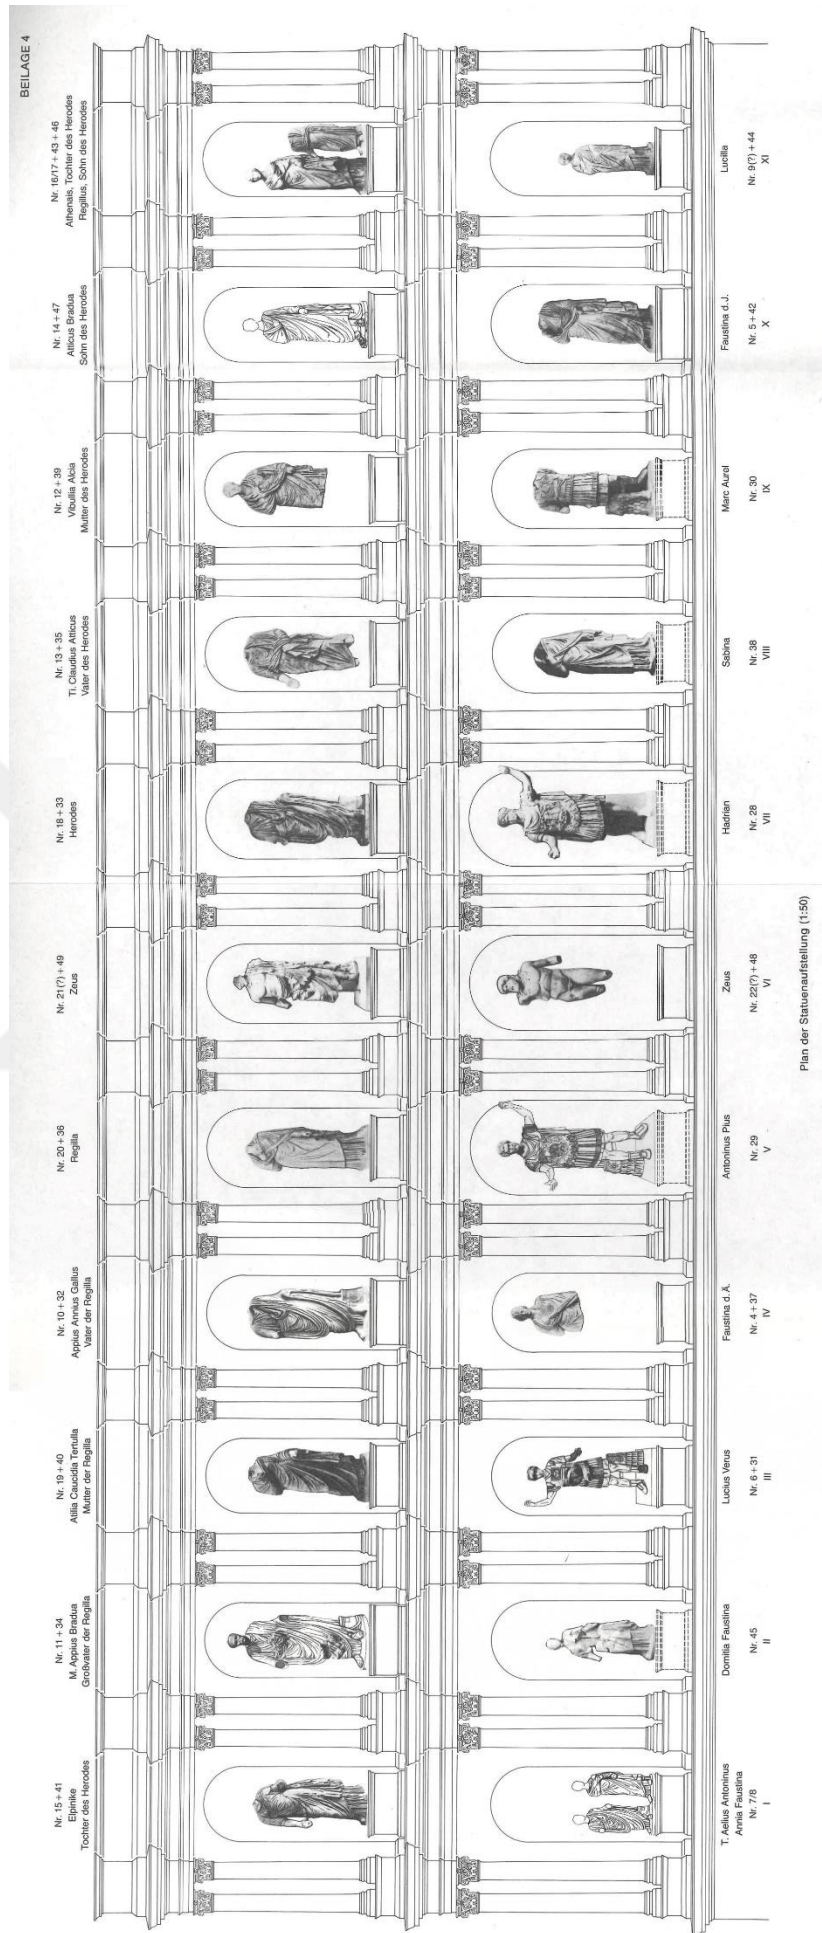 BEILAGE 4
Nr. 15 + 41
Elpinike
Tochter des Herodes
Nr. 11 + 34
M. Appius Bradua
Großvater der Regilla
Nr. 19 + 40
Atilia Caucidia Tertulla
Mutter der Regilla
Nr. 10 + 32
Appius Annius Gallus
Vater der Regilla
Nr. 20 + 36
Regilla
Nr. 21(?) + 49
Zeus
Nr. 18 + 33
Herodes
Nr. 13 + 35
Ti. Claudius Atticus
Vater des Herodes
Nr. 12 + 39
Vibullia Alcia
Mutter des Herodes
Nr. 14 + 47
Atticus Bradua
Sohn des Herodes
Nr. 16/17 + 43 + 46
Athenais, Tochter des Herodes
Regillus, Sohn des Herodes
T. Aelius Antoninus
Annia Faustina
Nr. 7/8
I
Domitia Faustina
Nr. 45
II
Lucius Verus
Nr. 6 + 31
III
Faustina d.Ä.
Nr. 4 + 37
IV
Antoninus Pius
Nr. 29
V
Zeus
Nr. 22(?) + 48
VI
Hadrian
Nr. 28
VII
Sabina
Nr. 38
VIII
Marc Aurel
Nr. 30
IX
Faustina d.J.
Nr. 5 + 42
X
Lucilla
Nr. 9(?) + 44
XI
Plan der Statuenaufstellung (1:50)